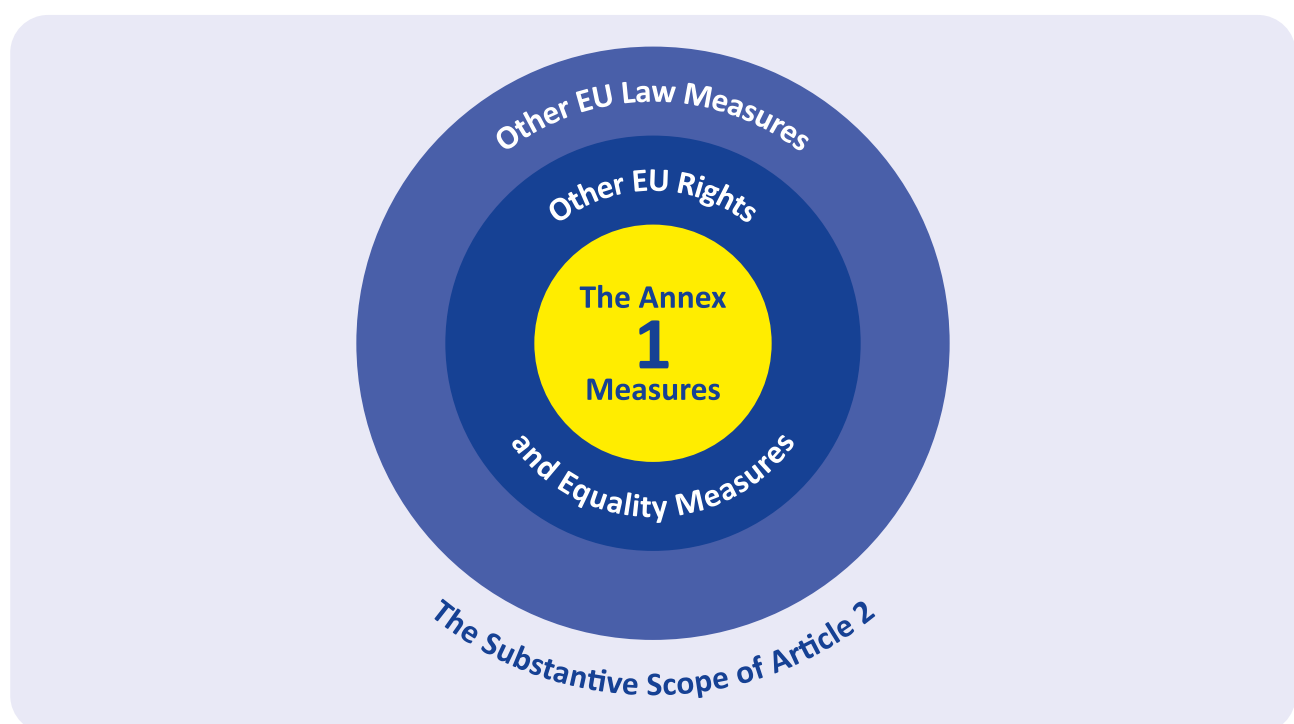 Other EU Law Measures
Other EU Rights
The Annex
1
Measures
and Equality Measures
The Substantive Scope of Article 2